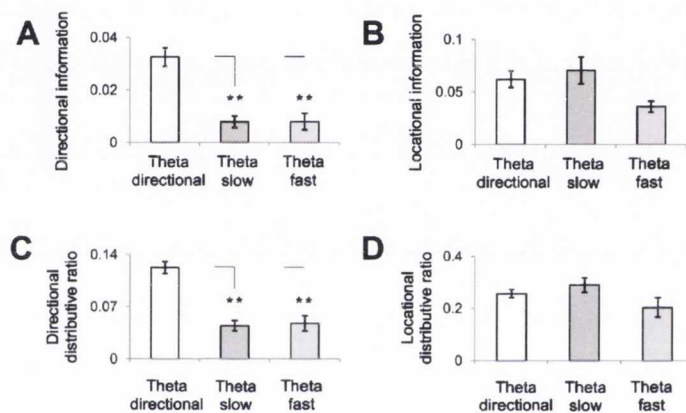 A
Directional information
0.04
0.02
0
**
**
Theta directional
Theta slow
Theta fast
B
Locational information
0.1
0.05
0
Theta directional
Theta slow
Theta fast
C
Directional
distributive ratio
0.14
0.07
0
**
**
Theta directional
Theta slow
Theta fast
D
Locational
distributive ratio
0.4
0.2
0
Theta directional
Theta slow
Theta fast